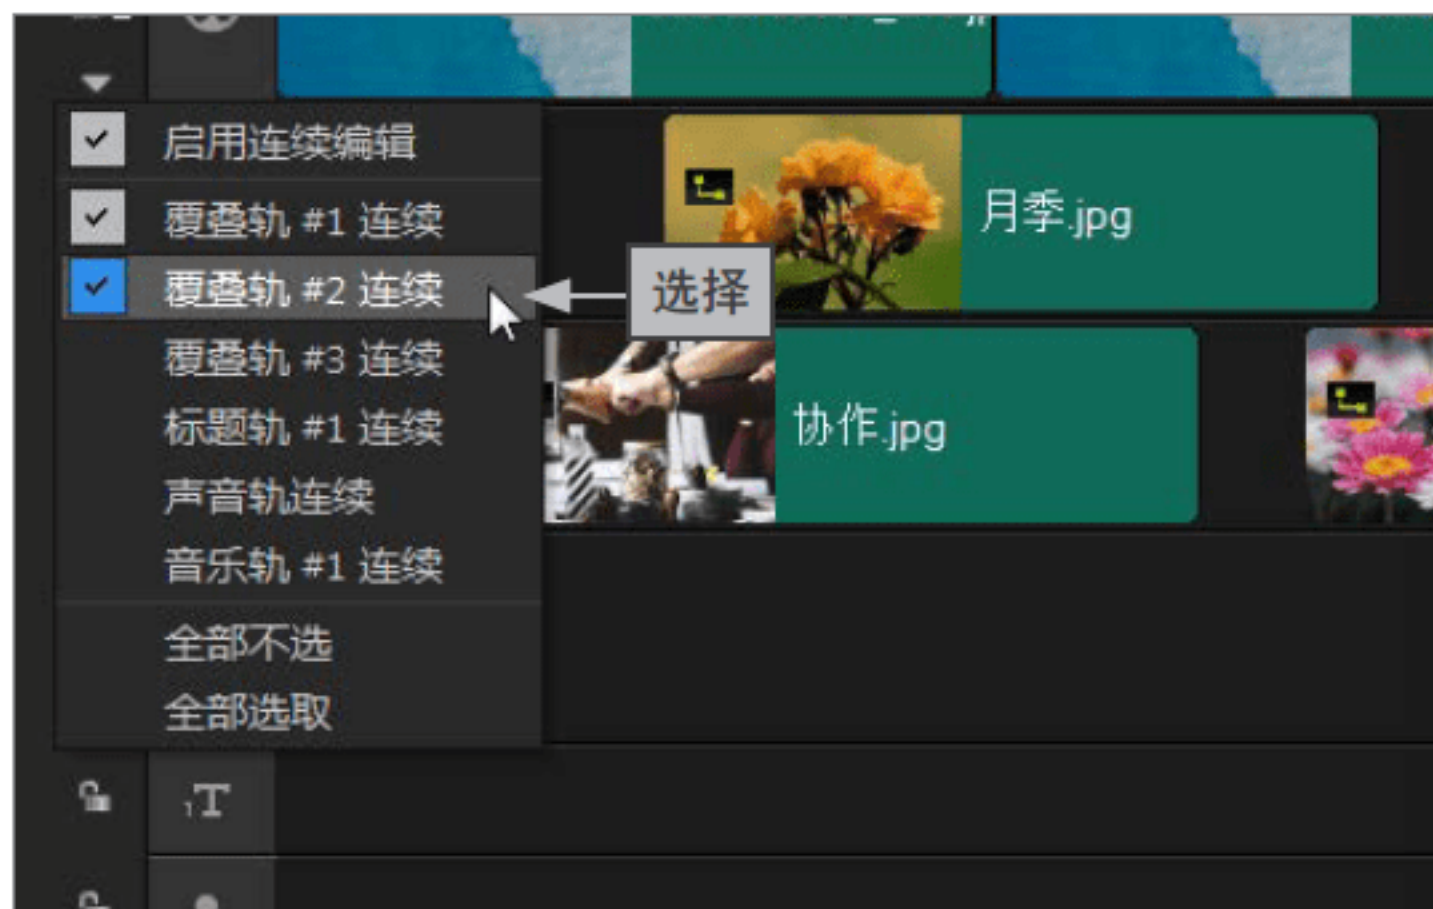 启用连续编辑
覆叠轨 #1 连续
覆叠轨 #2 连续
选择
覆叠轨 #3 连续
标题轨 #1 连续
声音轨连续
音乐轨 #1 连续
全部不选
全部选取
月季.jpg
协作.jpg
1T